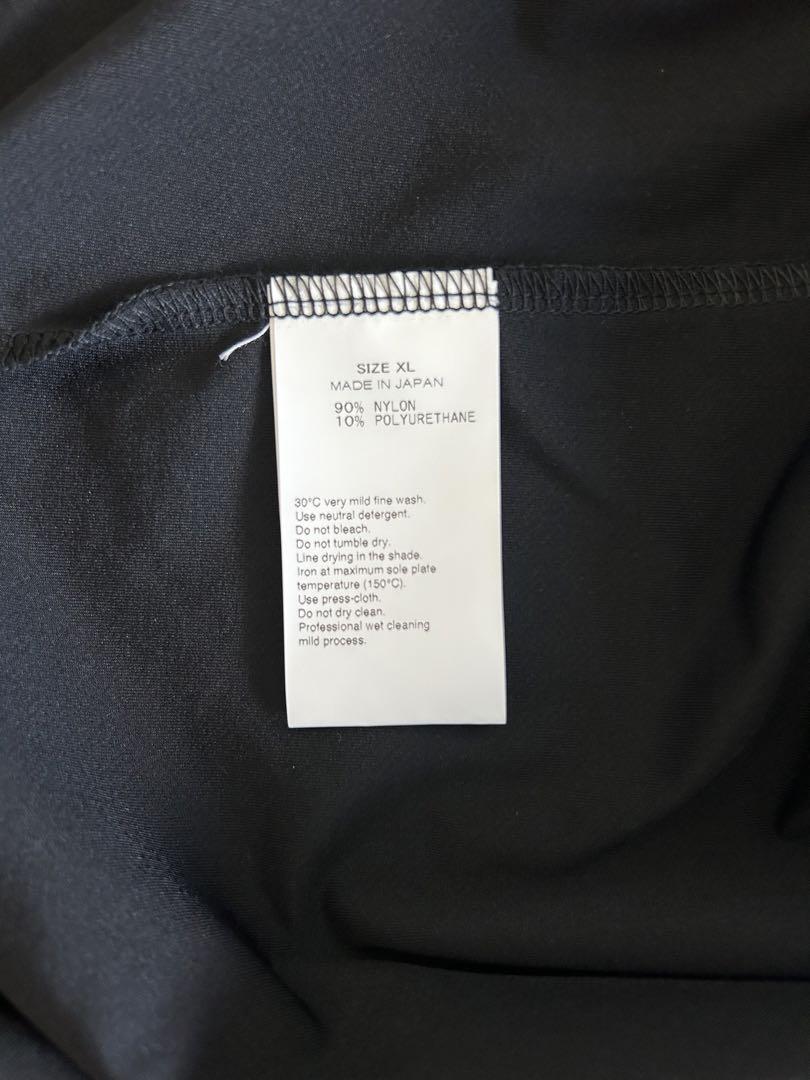 SIZE XL
MADE IN JAPAN
90% NYLON
10% POLYURETHANE
30°C very mild fine wash.
Use neutral detergent.
Do not bleach.
Do not tumble dry.
Line drying in the shade.
Iron at maximum sole plate
temperature (150°C).
Use press-cloth.
Do not dry clean.
Professional wet cleaning
mild process.